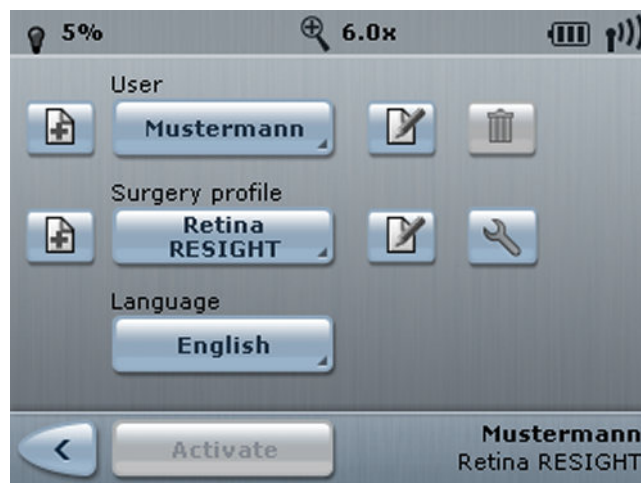 5%
6.0x
User
Mustermann
Surgery profile
Retina
RESIGHT
Language
English
Activate
Mustermann
Retina RESIGHT